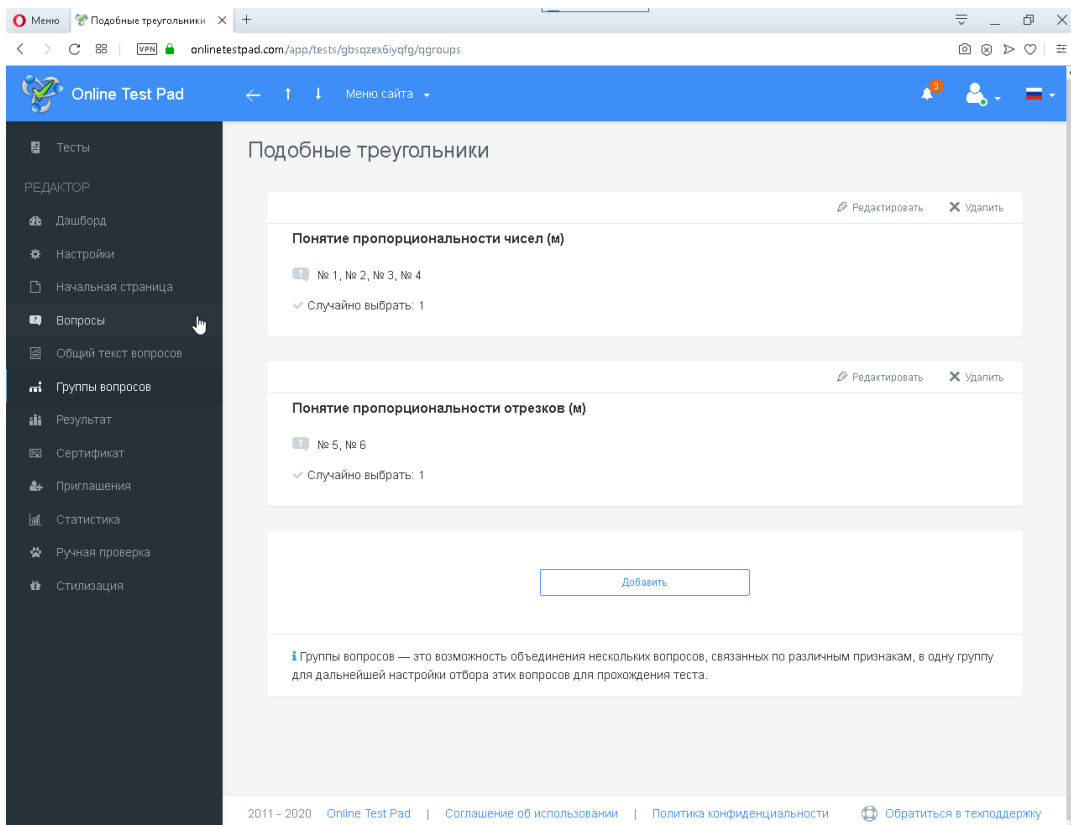 Меню
Подобные треугольники -
VPN
onlinetestpad.com/app/tests/gbsqzex6iyqfg/qgroups
Online Test Pad
Меню сайта
3
Тесты
РЕДАКТОР
Дашборд
Настройки
Начальная страница
Вопросы
Общий текст вопросов
Группы вопросов
Результат
Сертификат
Приглашения
Статистика
Ручная проверка
Стилизация
Подобные треугольники
Редактировать Удалить
Понятие пропорциональности чисел (м)
№ 1, № 2, № 3, № 4
Случайно выбрать: 1
Редактировать Удалить
Понятие пропорциональности отрезков (м)
№ 5, № 6
Случайно выбрать: 1
Добавить
Группы вопросов — это возможность объединения нескольких вопросов, связанных по различным признакам, в одну группу
для дальнейшей настройки отбора этих вопросов для прохождения теста.
2011 - 2020 Online Test Pad | Соглашение об использовании | Политика конфиденциальности Обратиться в техподдержку